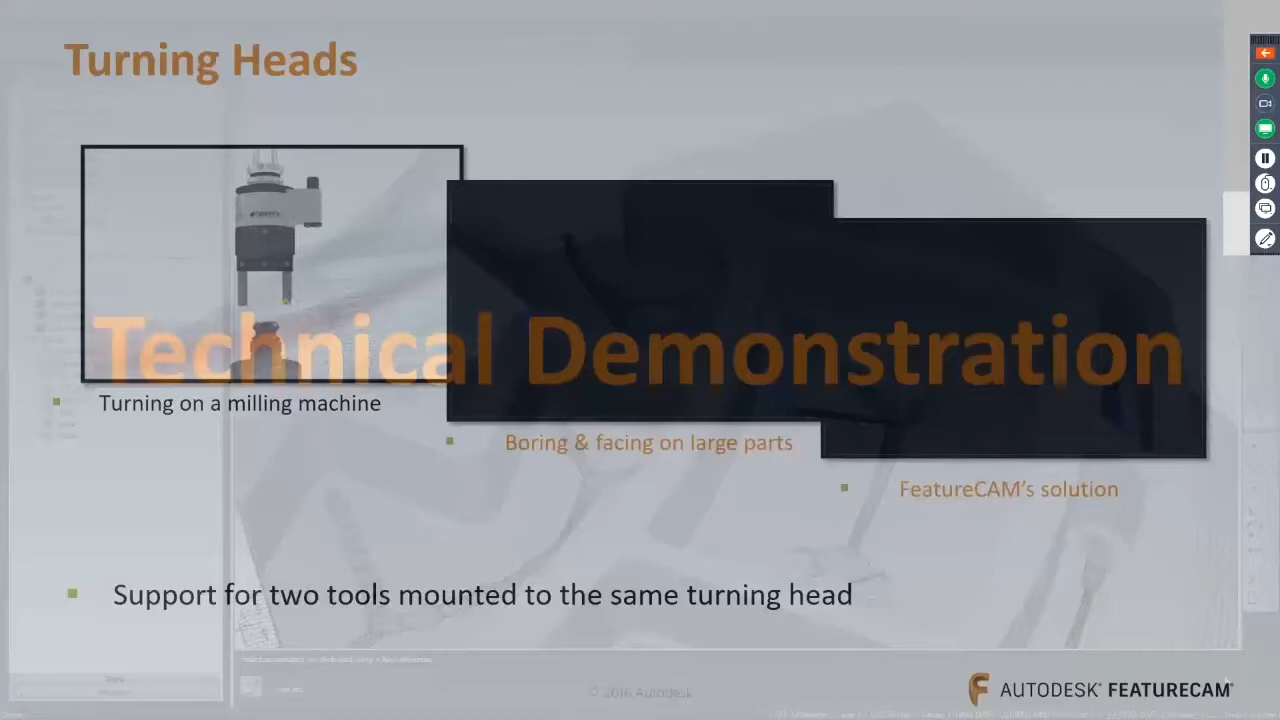 Turning Heads
Technical Demonstration
Turning on a milling machine
Boring & facing on large parts
FeatureCAM's solution
Support for two tools mounted to the same turning head
© 2016 Autodesk
AUTODESK® FEATURECAM®